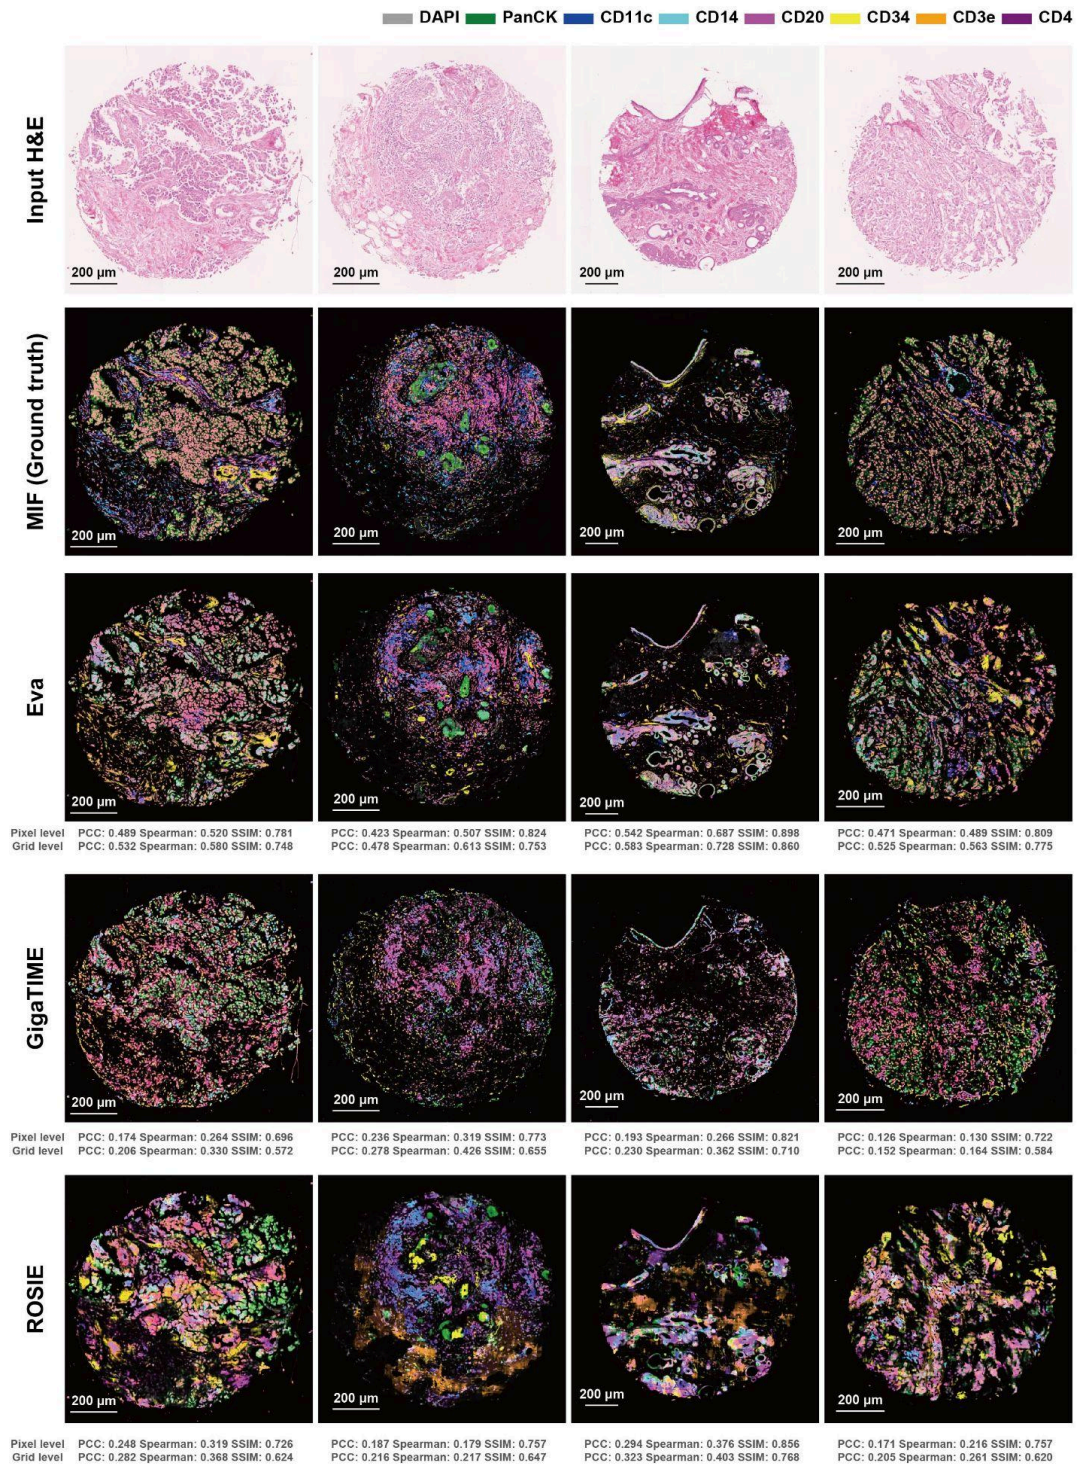 DAPI PanCK CD11c CD14 CD20 CD34 CD3e CD4
Input H&E
200 µm 200 µm 200 µm 200 µm
MIF (Ground truth)
200 µm 200 µm 200 µm 200 µm
Eva
200 µm 200 µm 200 µm 200 µm
Pixel level PCC: 0.489 Spearman: 0.520 SSIM: 0.781 PCC: 0.423 Spearman: 0.507 SSIM: 0.824 PCC: 0.542 Spearman: 0.687 SSIM: 0.898 PCC: 0.471 Spearman: 0.489 SSIM: 0.809
Grid level PCC: 0.532 Spearman: 0.580 SSIM: 0.748 PCC: 0.478 Spearman: 0.613 SSIM: 0.753 PCC: 0.583 Spearman: 0.728 SSIM: 0.860 PCC: 0.525 Spearman: 0.563 SSIM: 0.775
GigaTIME
200 µm 200 µm 200 µm 200 µm
Pixel level PCC: 0.174 Spearman: 0.264 SSIM: 0.696 PCC: 0.236 Spearman: 0.319 SSIM: 0.773 PCC: 0.193 Spearman: 0.266 SSIM: 0.821 PCC: 0.126 Spearman: 0.130 SSIM: 0.722
Grid level PCC: 0.206 Spearman: 0.330 SSIM: 0.572 PCC: 0.278 Spearman: 0.426 SSIM: 0.655 PCC: 0.230 Spearman: 0.362 SSIM: 0.710 PCC: 0.152 Spearman: 0.164 SSIM: 0.584
ROSIE
200 µm 200 µm 200 µm 200 µm
Pixel level PCC: 0.248 Spearman: 0.319 SSIM: 0.726 PCC: 0.187 Spearman: 0.179 SSIM: 0.757 PCC: 0.294 Spearman: 0.376 SSIM: 0.856 PCC: 0.171 Spearman: 0.216 SSIM: 0.757
Grid level PCC: 0.282 Spearman: 0.368 SSIM: 0.624 PCC: 0.216 Spearman: 0.217 SSIM: 0.647 PCC: 0.323 Spearman: 0.403 SSIM: 0.768 PCC: 0.205 Spearman: 0.261 SSIM: 0.620